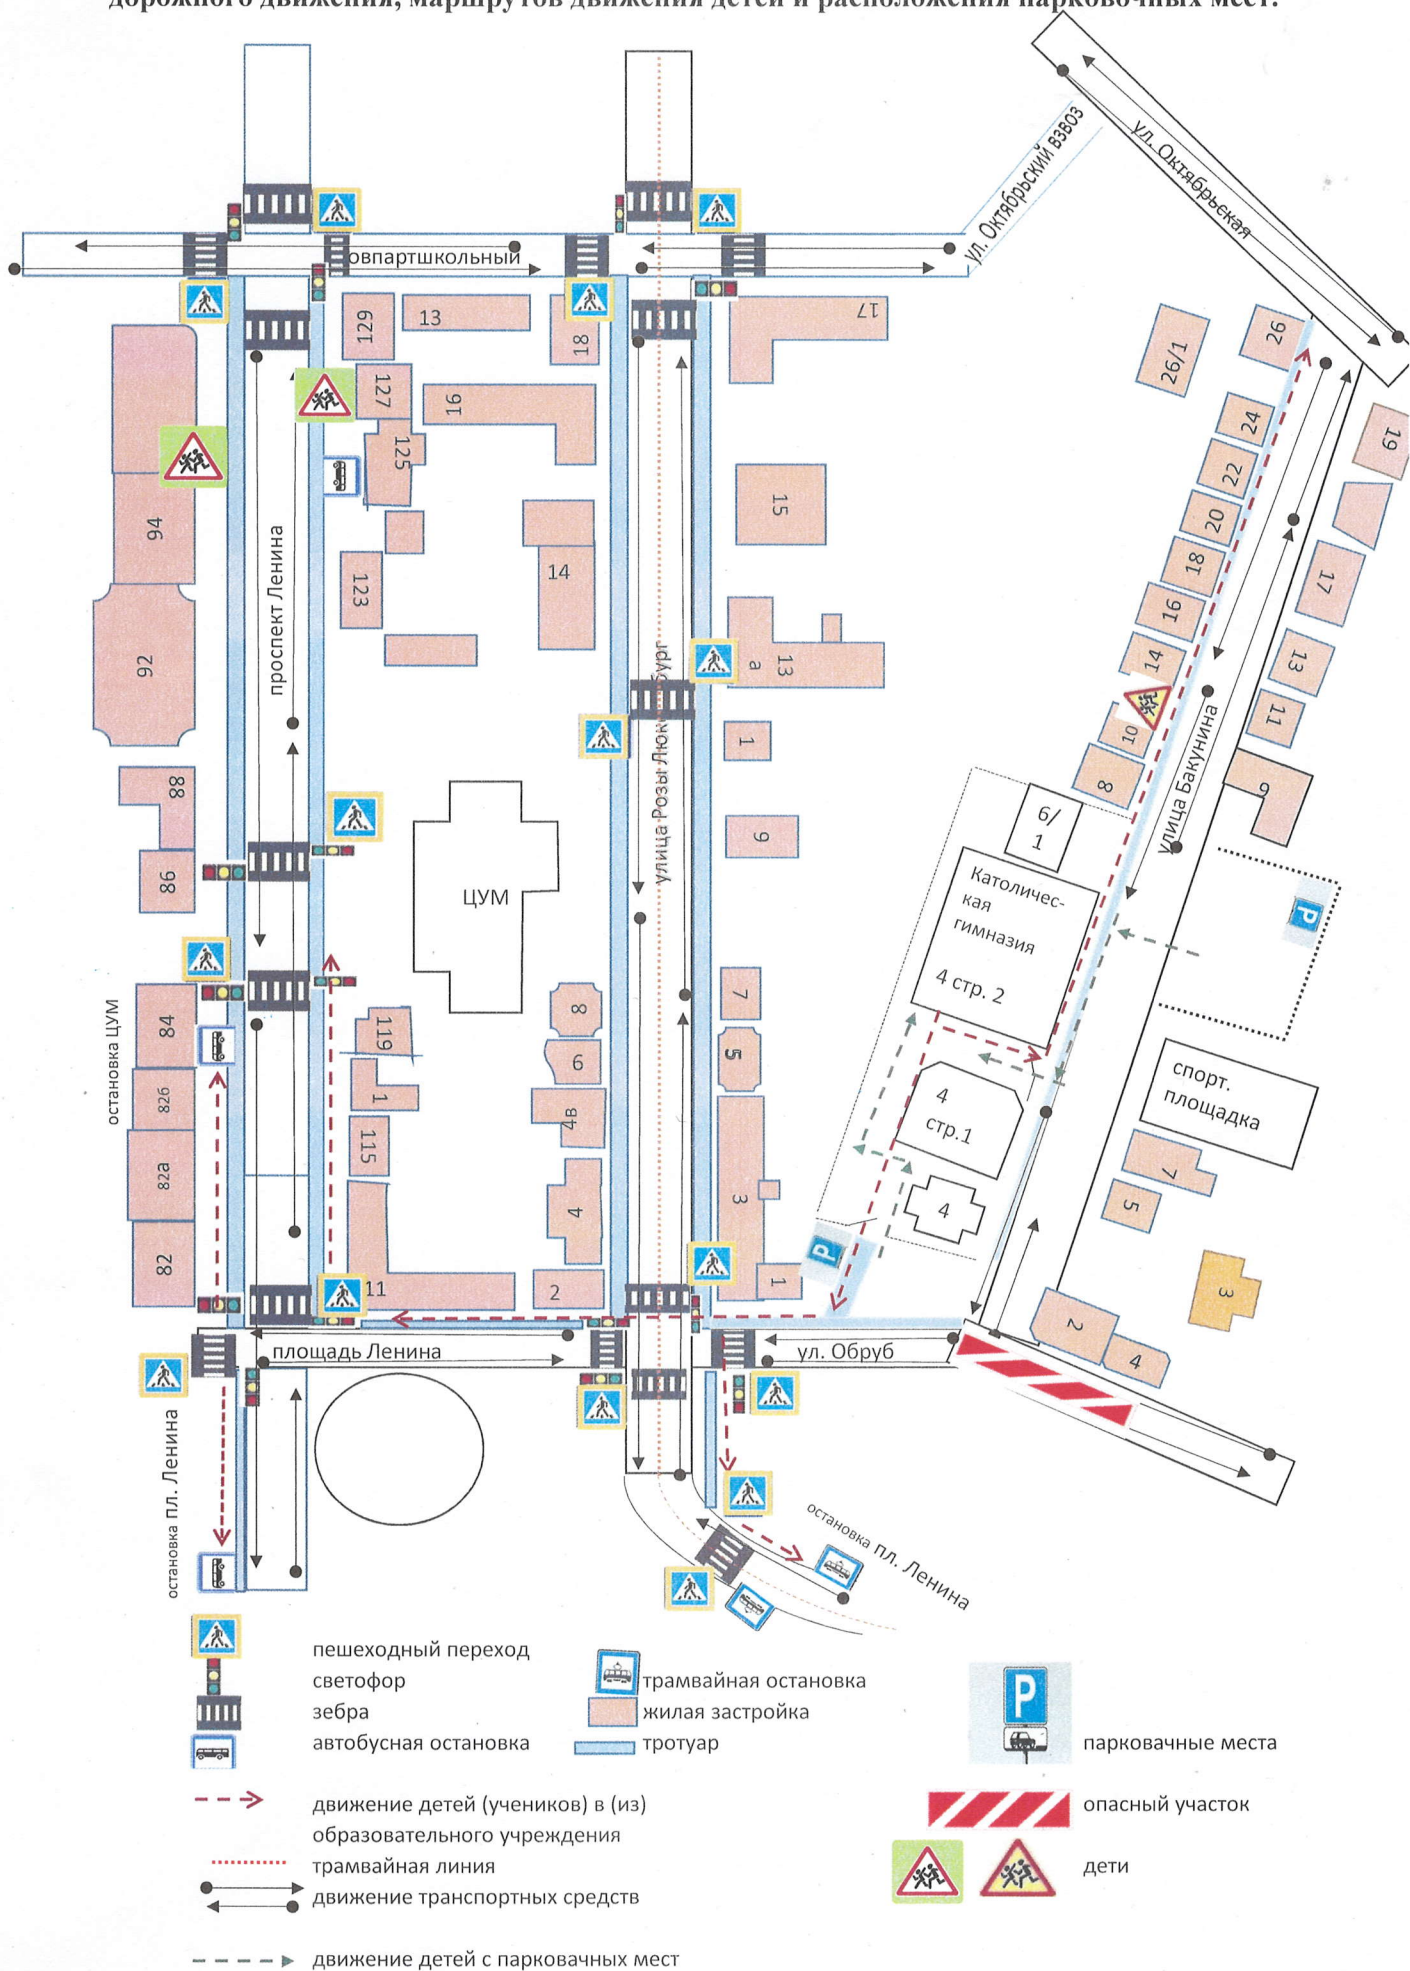 дорожного движения, маршрутов движения детей и расположения парковочных мест.
ул. Октябрьская
ул. Октябрьский взвоз
овпартшкольный
129
13
18
17
26/1
26
127
16
125
24
19
22
94
15
20
123
14
18
17
проспект Ленина
16
92
13
а
13
14
улица Розы Люксембург
11
10
1
улица Бакунина
88
8
6
86
9
6/
1
ЦУМ
Католичес-
кая
гимназия
4 стр. 2
P
остановка ЦУМ
84
119
8
7
6
5
82б
1
4в
4
стр.1
спорт.
площадка
115
82а
7
4
3
4
5
82
11
2
1
P
3
площадь Ленина
ул. Обруб
2
4
остановка пл. Ленина
остановка пл. Ленина
пешеходный переход
светофор
трамвайная остановка
P
зебра
жилая застройка
автобусная остановка
тротуар
парковачные места
движение детей (учеников) в (из)
опасный участок
образовательного учреждения
трамвайная линия
дети
движение транспортных средств
движение детей с парковачных мест